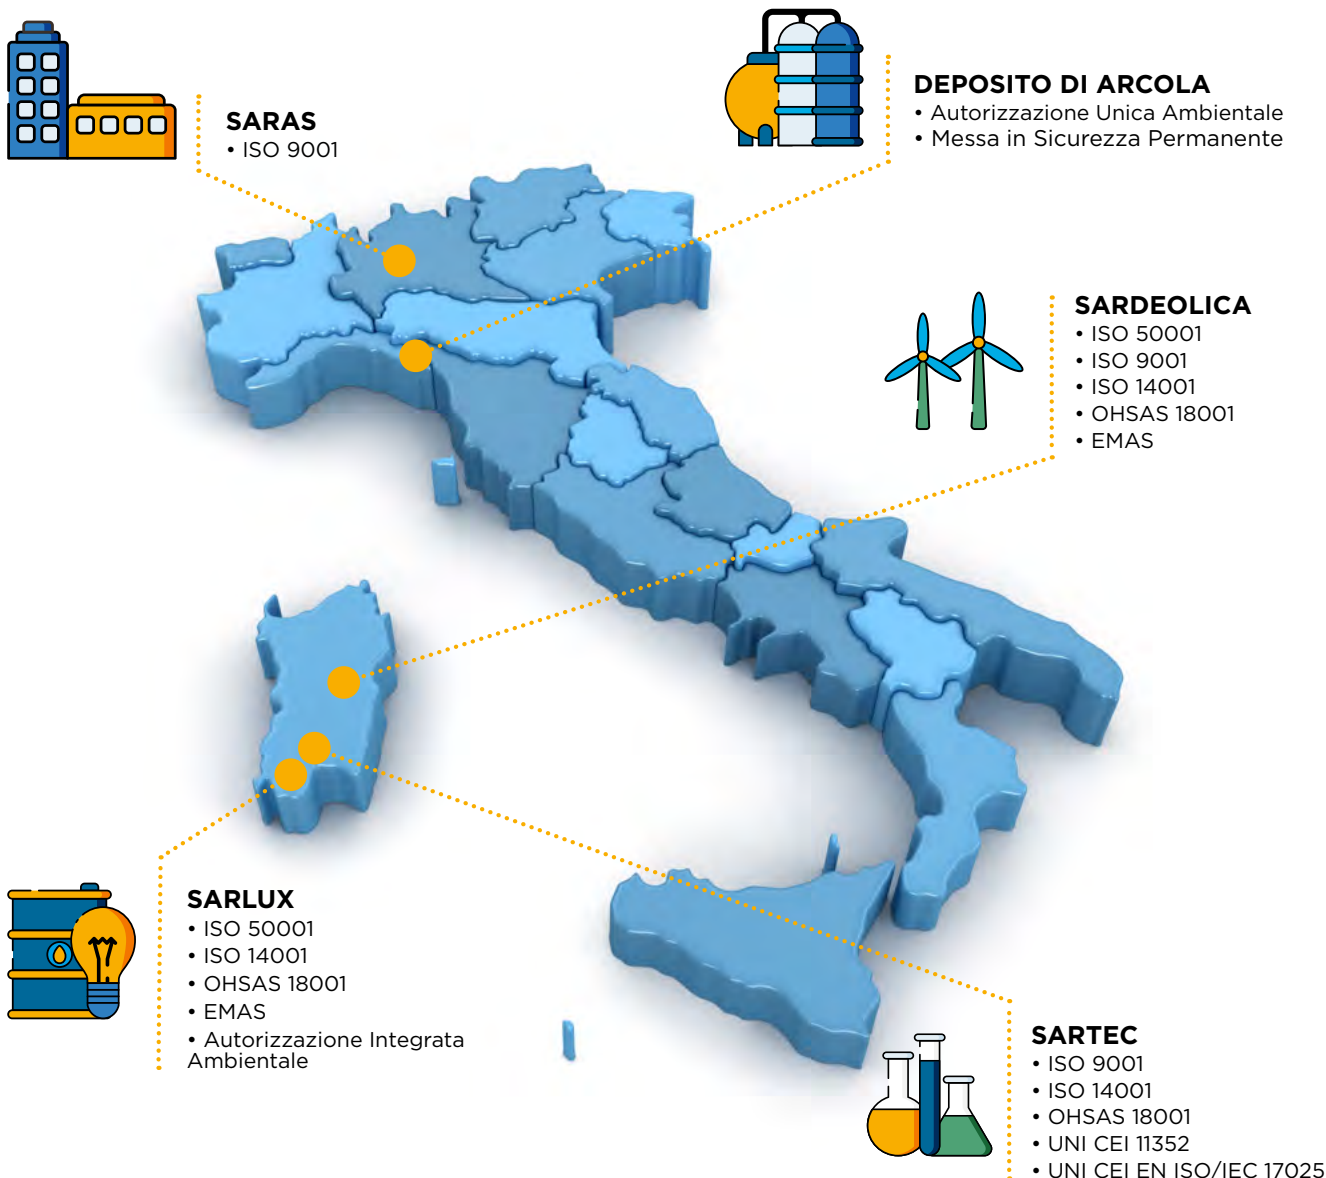 SARAS
• ISO 9001
DEPOSITO DI ARCOLA
• Autorizzazione Unica Ambientale
• Messa in Sicurezza Permanente
SARDEOLICA
• ISO 50001
• ISO 9001
• ISO 14001
• OHSAS 18001
• EMAS
SARLUX
• ISO 50001
• ISO 14001
• OHSAS 18001
• EMAS
• Autorizzazione Integrata
Ambientale
SARTEC
• ISO 9001
• ISO 14001
• OHSAS 18001
• UNI CEI 11352
• UNI CEI EN ISO/IEC 17025